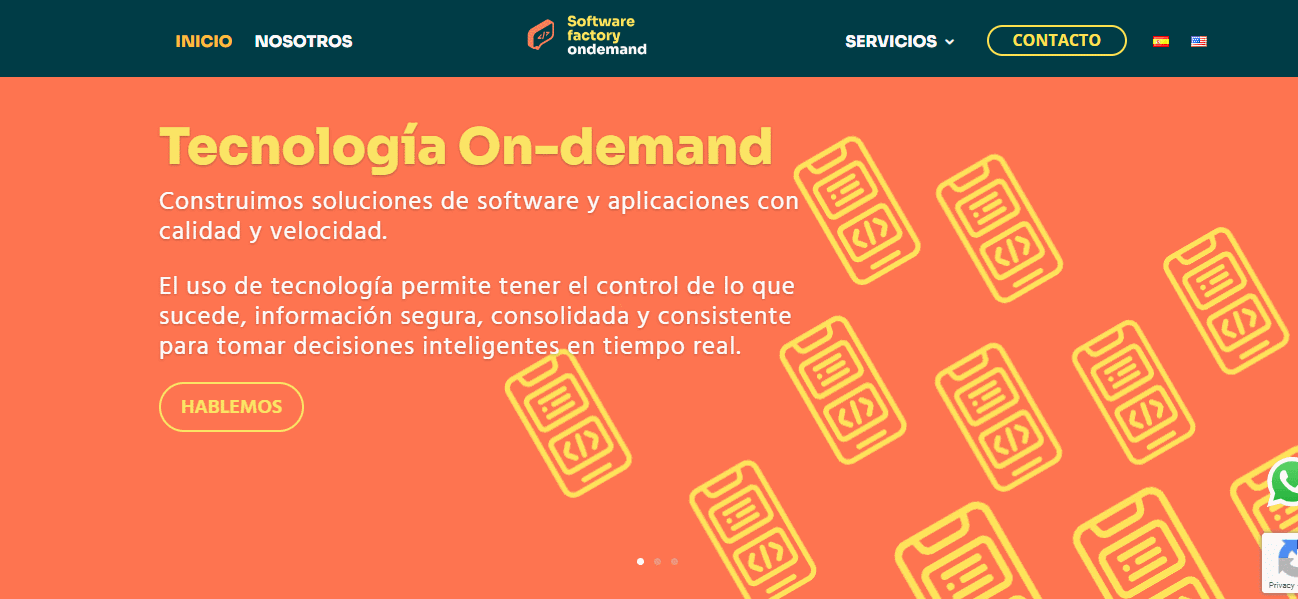 INICIO
NOSOTROS
Software
factory
ondemand
SERVICIOS
CONTACTO
Tecnología On-demand
Construimos soluciones de software y aplicaciones con
calidad y velocidad.
El uso de tecnología permite tener el control de lo que
sucede, información segura, consolidada y consistente
para tomar decisiones inteligentes en tiempo real.
HABLEMOS
Privacy